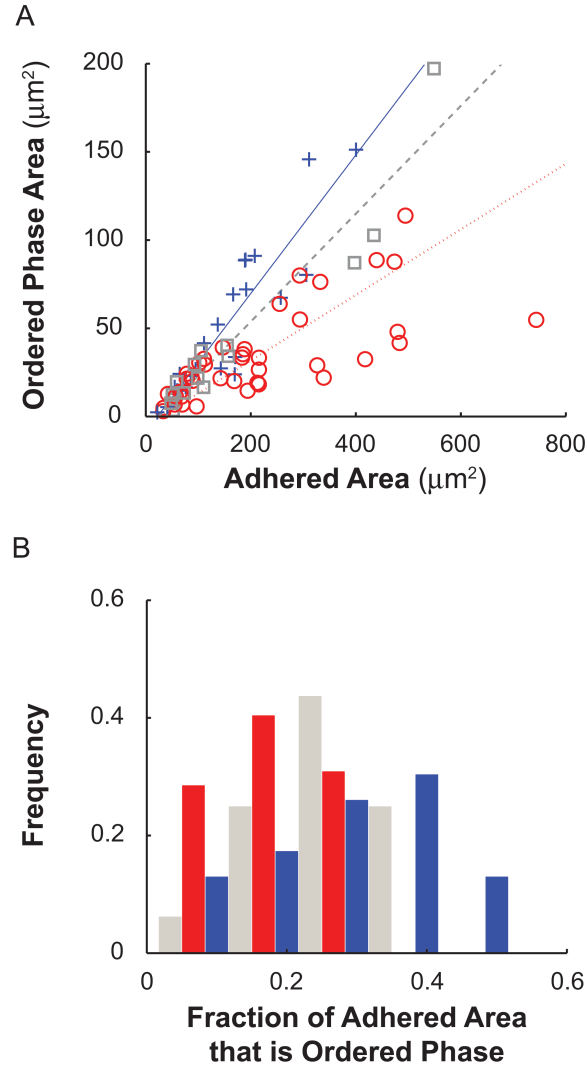 A
Ordered Phase Area (μm²)
200
150
100
50
0
0 200 400 600 800
Adhered Area (μm²)
B
Frequency
0.6
0.4
0.2
0
0 0.2 0.4 0.6
Fraction of Adhered Area
that is Ordered Phase